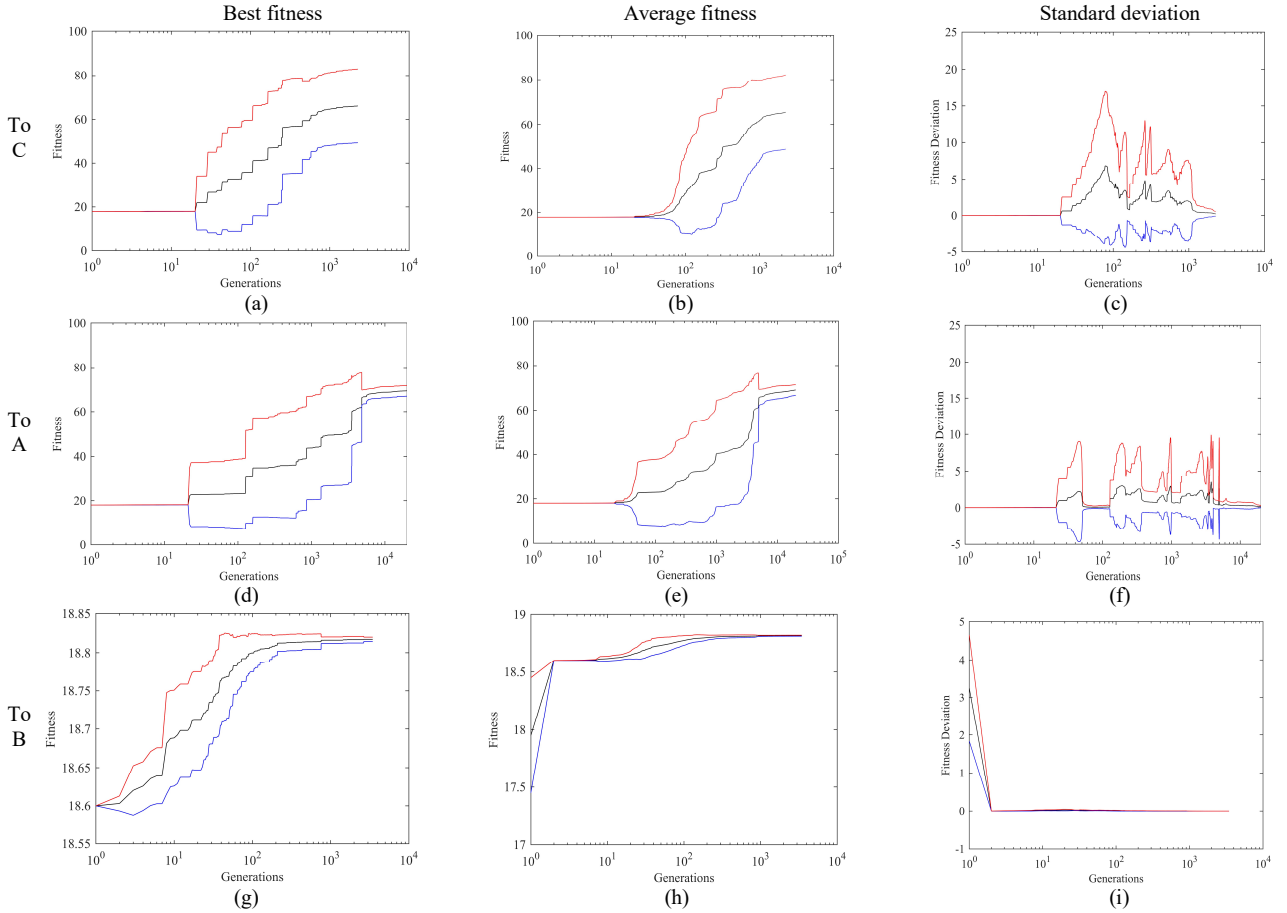 Best fitness
Average fitness
Standard deviation
To
C
100
80
60
40
20
0
Fitness
10^0
10^1
10^2
10^3
10^4
Generations
(a)
100
80
60
40
20
0
Fitness
10^0
10^1
10^2
10^3
10^4
Generations
(b)
25
20
15
10
5
0
-5
Fitness Deviation
10^0
10^1
10^2
10^3
10^4
Generations
(c)
To
A
100
80
60
40
20
0
Fitness
10^0
10^1
10^2
10^3
10^4
Generations
(d)
100
80
60
40
20
0
Fitness
10^0
10^1
10^2
10^3
10^4
10^5
Generations
(e)
25
20
15
10
5
0
-5
Fitness Deviation
10^0
10^1
10^2
10^3
10^4
Generations
(f)
To
B
18.85
18.8
18.75
18.7
18.65
18.6
18.55
Fitness
10^0
10^1
10^2
10^3
10^4
Generations
(g)
19
18.5
18
17.5
17
Fitness
10^0
10^1
10^2
10^3
10^4
Generations
(h)
5
4
3
2
1
0
-1
Fitness Deviation
10^0
10^1
10^2
10^3
10^4
Generations
(i)